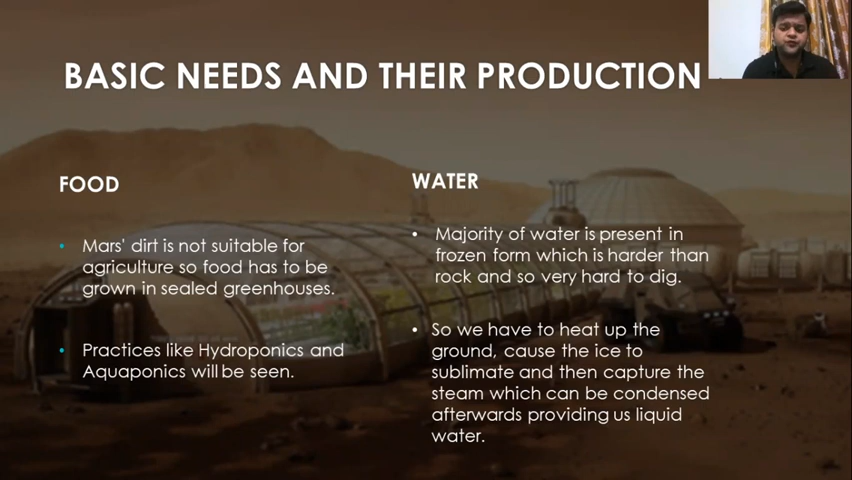 BASIC NEEDS AND THEIR PRODUCTION
FOOD
• Mars' dirt is not suitable for
agriculture so food has to be
grown in sealed greenhouses.
• Practices like Hydroponics and
Aquaponics will be seen.
WATER
• Majority of water is present in
frozen form which is harder than
rock and so very hard to dig.
• So we have to heat up the
ground, cause the ice to
sublimate and then capture the
steam which can be condensed
afterwards providing us liquid
water.